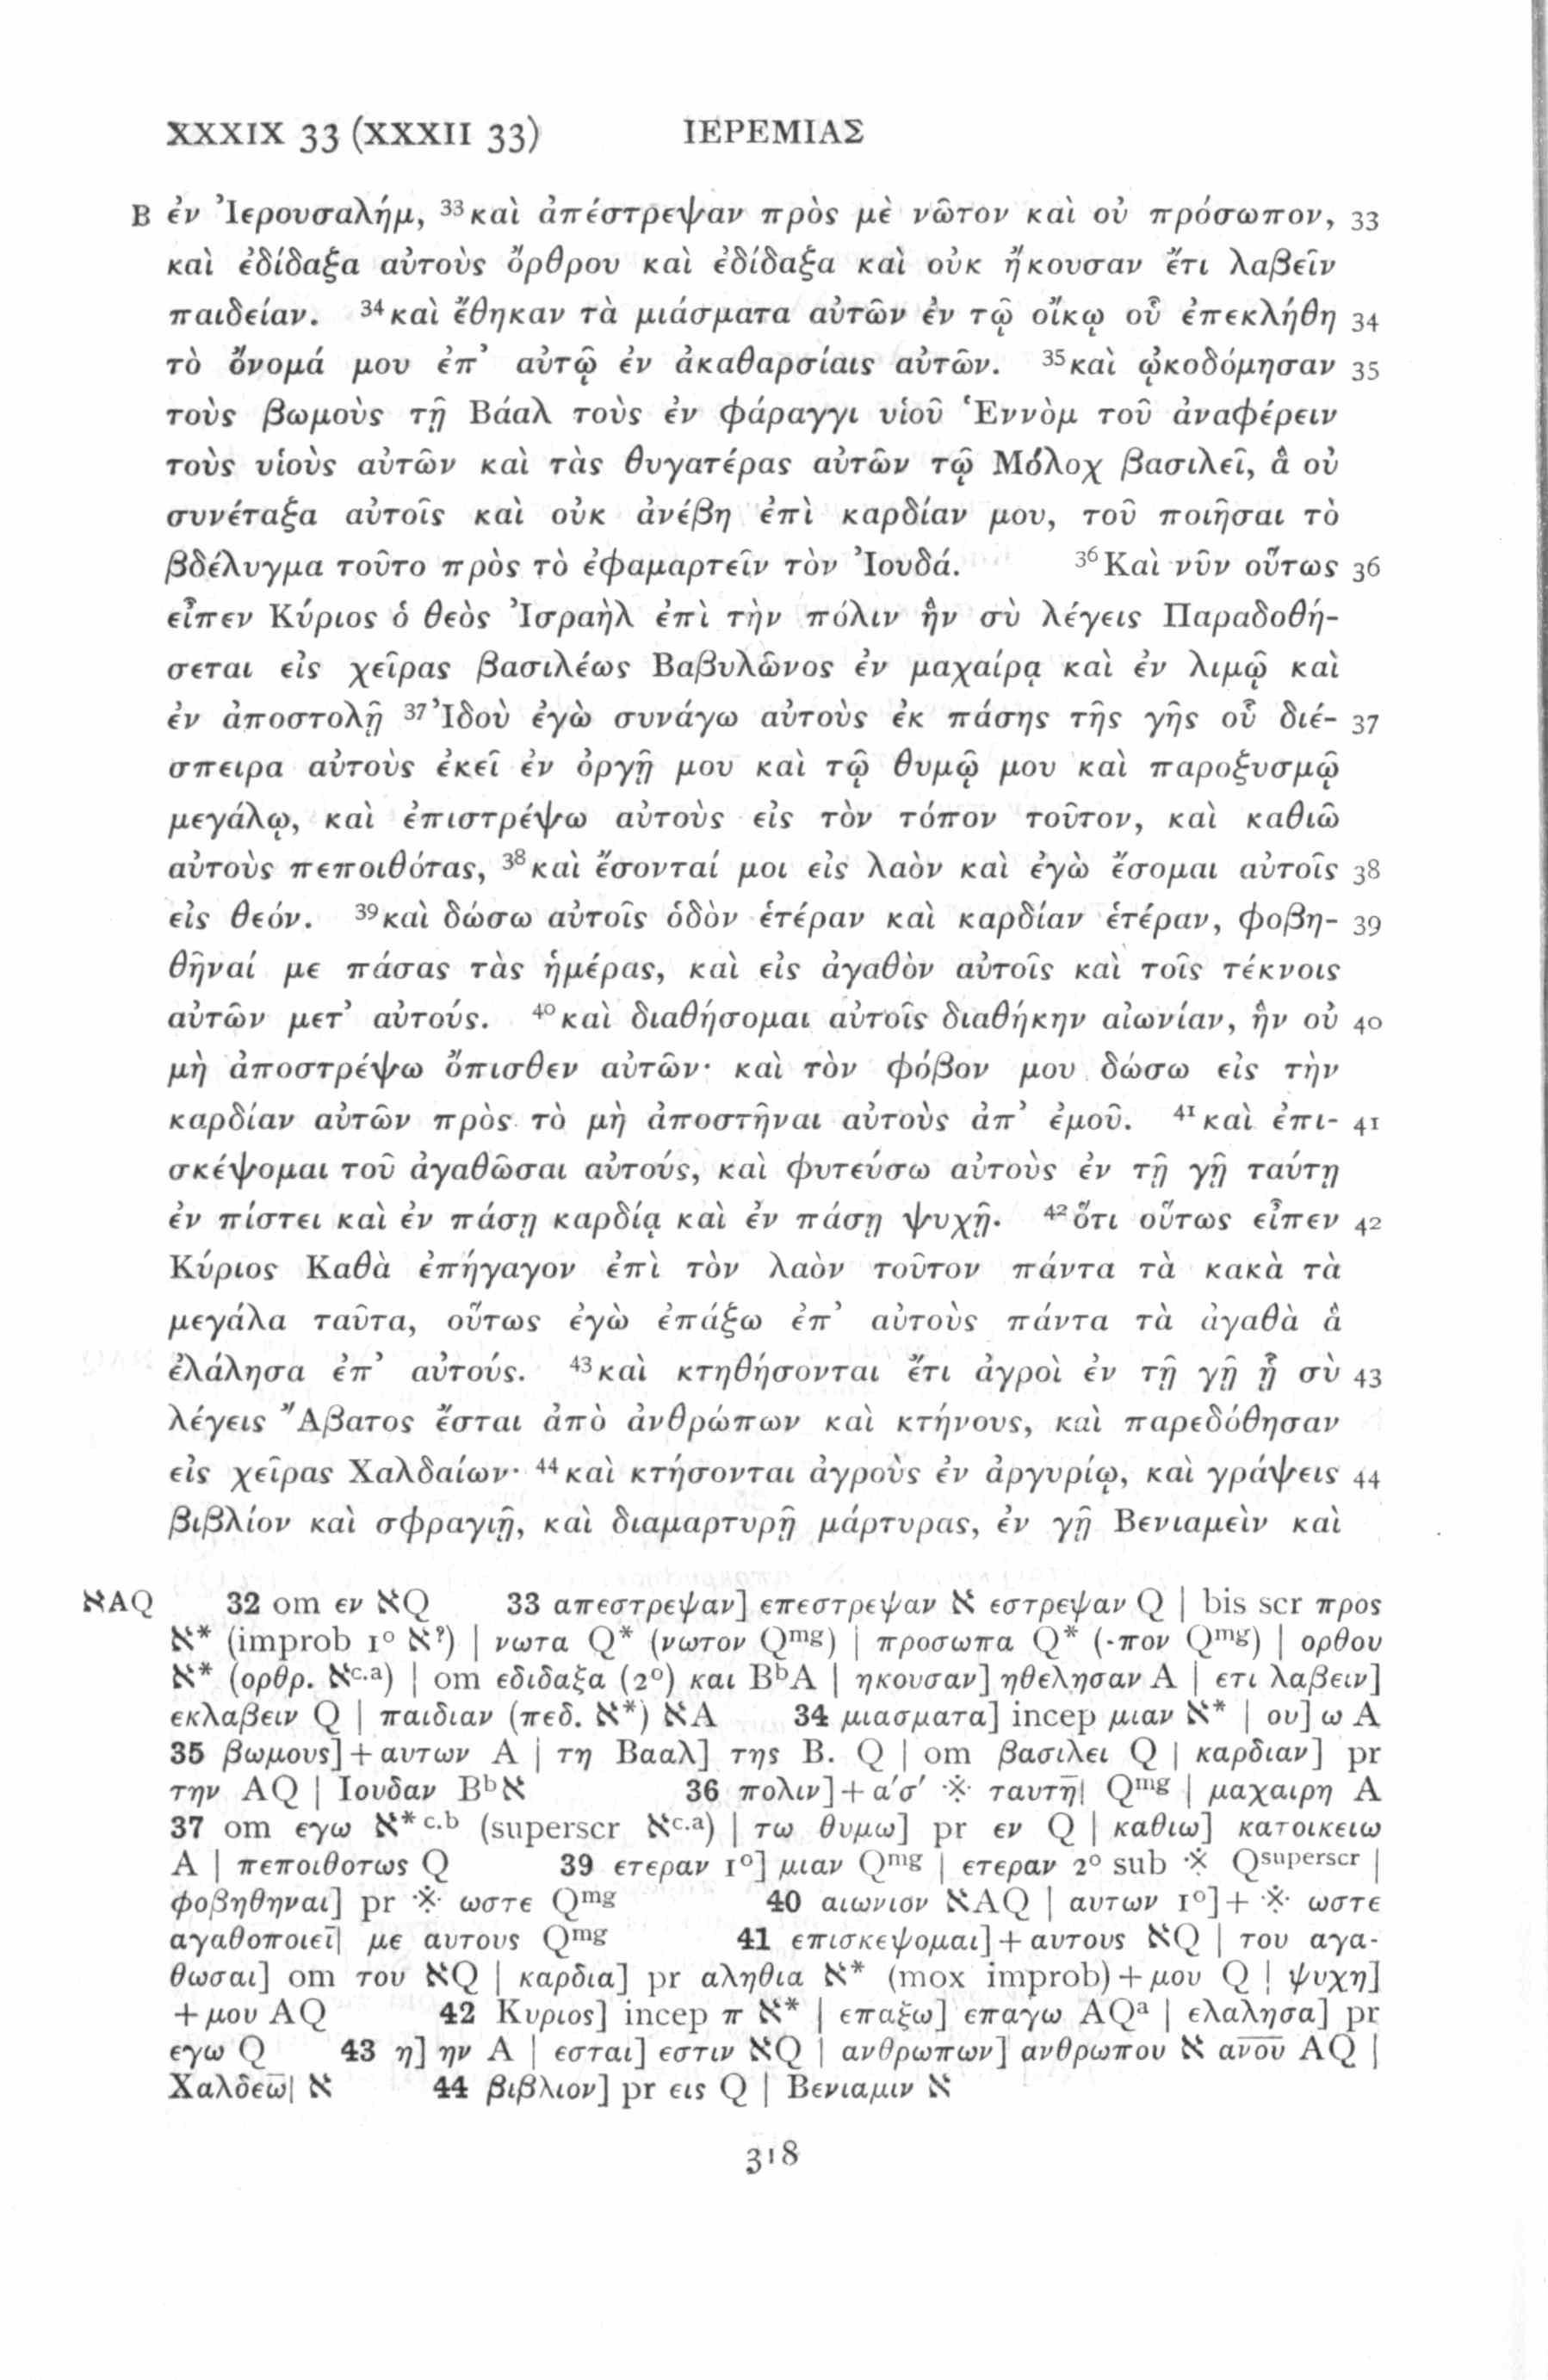 XXXIX 33 (XXXII 33) ΙΕΡΕΜΙΑΣ
B ἐν Ἰερουσαλήμ, ³³καὶ ἀπέστρεψαν πρὸς μὲ νῶτον καὶ οὐ πρόσωπον, 33
καὶ ἐδίδαξα αὐτοὺς ὄρθρου καὶ ἐδίδαξα καὶ οὐκ ἤκουσαν ἔτι λαβεῖν
παιδείαν. ³⁴καὶ ἔθηκαν τὰ μιάσματα αὐτῶν ἐν τῷ οἴκῳ οὗ ἐπεκλήθη 34
τὸ ὄνομά μου ἐπ’ αὐτῷ ἐν ἀκαθαρσίαις αὐτῶν. ³⁵καὶ ᾠκοδόμησαν 35
τοὺς βωμοὺς τῇ Βάαλ τοὺς ἐν φάραγγι υἱοῦ Ἑννὸμ τοῦ ἀναφέρειν
τοὺς υἱοὺς αὐτῶν καὶ τὰς θυγατέρας αὐτῶν τῷ Μόλοχ βασιλεῖ, ἃ οὐ
συνέταξα αὐτοῖς καὶ οὐκ ἀνέβη ἐπὶ καρδίαν μου, τοῦ ποιῆσαι τὸ
βδέλυγμα τοῦτο πρὸς τὸ ἐφαμαρτεῖν τὸν Ἰουδά. ³⁶Καὶ νῦν οὕτως 36
εἶπεν Κύριος ὁ θεὸς Ἰσραὴλ ἐπὶ τὴν πόλιν ἣν σὺ λέγεις Παραδοθή-
σεται εἰς χεῖρας βασιλέως Βαβυλῶνος ἐν μαχαίρᾳ καὶ ἐν λιμῷ καὶ
ἐν ἀποστολῇ ³⁷Ἰδοὺ ἐγὼ συνάγω αὐτοὺς ἐκ πάσης τῆς γῆς οὗ διέ- 37
σπειρα αὐτοὺς ἐκεῖ ἐν ὀργῇ μου καὶ τῷ θυμῷ μου καὶ παροξυσμῷ
μεγάλῳ, καὶ ἐπιστρέψω αὐτοὺς εἰς τὸν τόπον τοῦτον, καὶ καθιῶ
αὐτοὺς πεποιθότας, ³⁸καὶ ἔσονταί μοι εἰς λαὸν καὶ ἐγὼ ἔσομαι αὐτοῖς 38
εἰς θεόν. ³⁹καὶ δώσω αὐτοῖς ὁδὸν ἑτέραν καὶ καρδίαν ἑτέραν, φοβη- 39
θῆναί με πάσας τὰς ἡμέρας, καὶ εἰς ἀγαθὸν αὐτοῖς καὶ τοῖς τέκνοις
αὐτῶν μετ’ αὐτούς. ⁴⁰καὶ διαθήσομαι αὐτοῖς διαθήκην αἰωνίαν, ἣν οὐ 40
μὴ ἀποστρέψω ὄπισθεν αὐτῶν· καὶ τὸν φόβον μου δώσω εἰς τὴν
καρδίαν αὐτῶν πρὸς τὸ μὴ ἀποστῆναι αὐτοὺς ἀπ’ ἐμοῦ. ⁴¹καὶ ἐπι- 41
σκέψομαι τοῦ ἀγαθῶσαι αὐτούς, καὶ φυτεύσω αὐτοὺς ἐν τῇ γῇ ταύτῃ
ἐν πίστει καὶ ἐν πάσῃ καρδίᾳ καὶ ἐν πάσῃ ψυχῇ. ⁴²ὅτι οὕτως εἶπεν 42
Κύριος Καθὰ ἐπήγαγον ἐπὶ τὸν λαὸν τοῦτον πάντα τὰ κακὰ τὰ
μεγάλα ταῦτα, οὕτως ἐγὼ ἐπάξω ἐπ’ αὐτοὺς πάντα τὰ ἀγαθὰ ἃ
ἐλάλησα ἐπ’ αὐτούς. ⁴³καὶ κτηθήσονται ἔτι ἀγροὶ ἐν τῇ γῇ ᾗ σὺ 43
λέγεις Ἄβατος ἔσται ἀπὸ ἀνθρώπων καὶ κτήνους, καὶ παρεδόθησαν
εἰς χεῖρας Χαλδαίων· ⁴⁴καὶ κτήσονται ἀγροὺς ἐν ἀργυρίῳ, καὶ γράψεις 44
βιβλίον καὶ σφραγιῇ, καὶ διαμαρτυρῇ μάρτυρας, ἐν γῇ Βενιαμεὶν καὶ
אAQ 32 om εν אQ 33 απεστρεψαν] επεστρεψαν א εστρεψαν Q | bis scr προς
א* (improb 1° א?) | νωτα Q* (νωτον Qmg) | προσωπα Q* (-πον Qmg) | ορθου
א* (ορθρ. אc.a) | om εδιδαξα (2°) και BbA | ηκουσαν] ηθελησαν A | ετι λαβειν]
εκλαβειν Q | παιδιαν (πεδ. א*) אA 34 μιασματα] incep μιαν א* | ου] ω A
35 βωμους] + αυτων A | τη Βααλ] της Β. Q | om βασιλει Q | καρδιαν] pr
την AQ | Ιουδαν Bbא 36 πολιν] + α′σ′ ※ ταυτη̄| Qmg | μαχαιρη A
37 om εγω א* c.b (superscr אc.a) | τω θυμω] pr εν Q | καθιω] κατοικειω
A | πεποιθοτως Q 39 ετεραν 1°] μιαν Qmg | ετεραν 2° sub ※ Qsuperscr |
φοβηθηναι] pr ※ ωστε Qmg 40 αιωνιον אAQ | αυτων 1°] + ※ ωστε
αγαθοποιεῑ| με αυτους Qmg 41 επισκεψομαι] + αυτους אQ | του αγα-
θωσαι] om του אQ | καρδια] pr αληθια א* (mox improb) + μου Q | ψυχη]
+ μου AQ 42 Κυριος] incep π א* | επαξω] επαγω AQa | ελαλησα] pr
εγω Q 43 η] ην A | εσται] εστιν אQ | ανθρωπων] ανθρωπου א α̅ν̅ο̅υ̅ AQ |
Χαλδεω̄| א 44 βιβλιον] pr εις Q | Βενιαμιν א
318